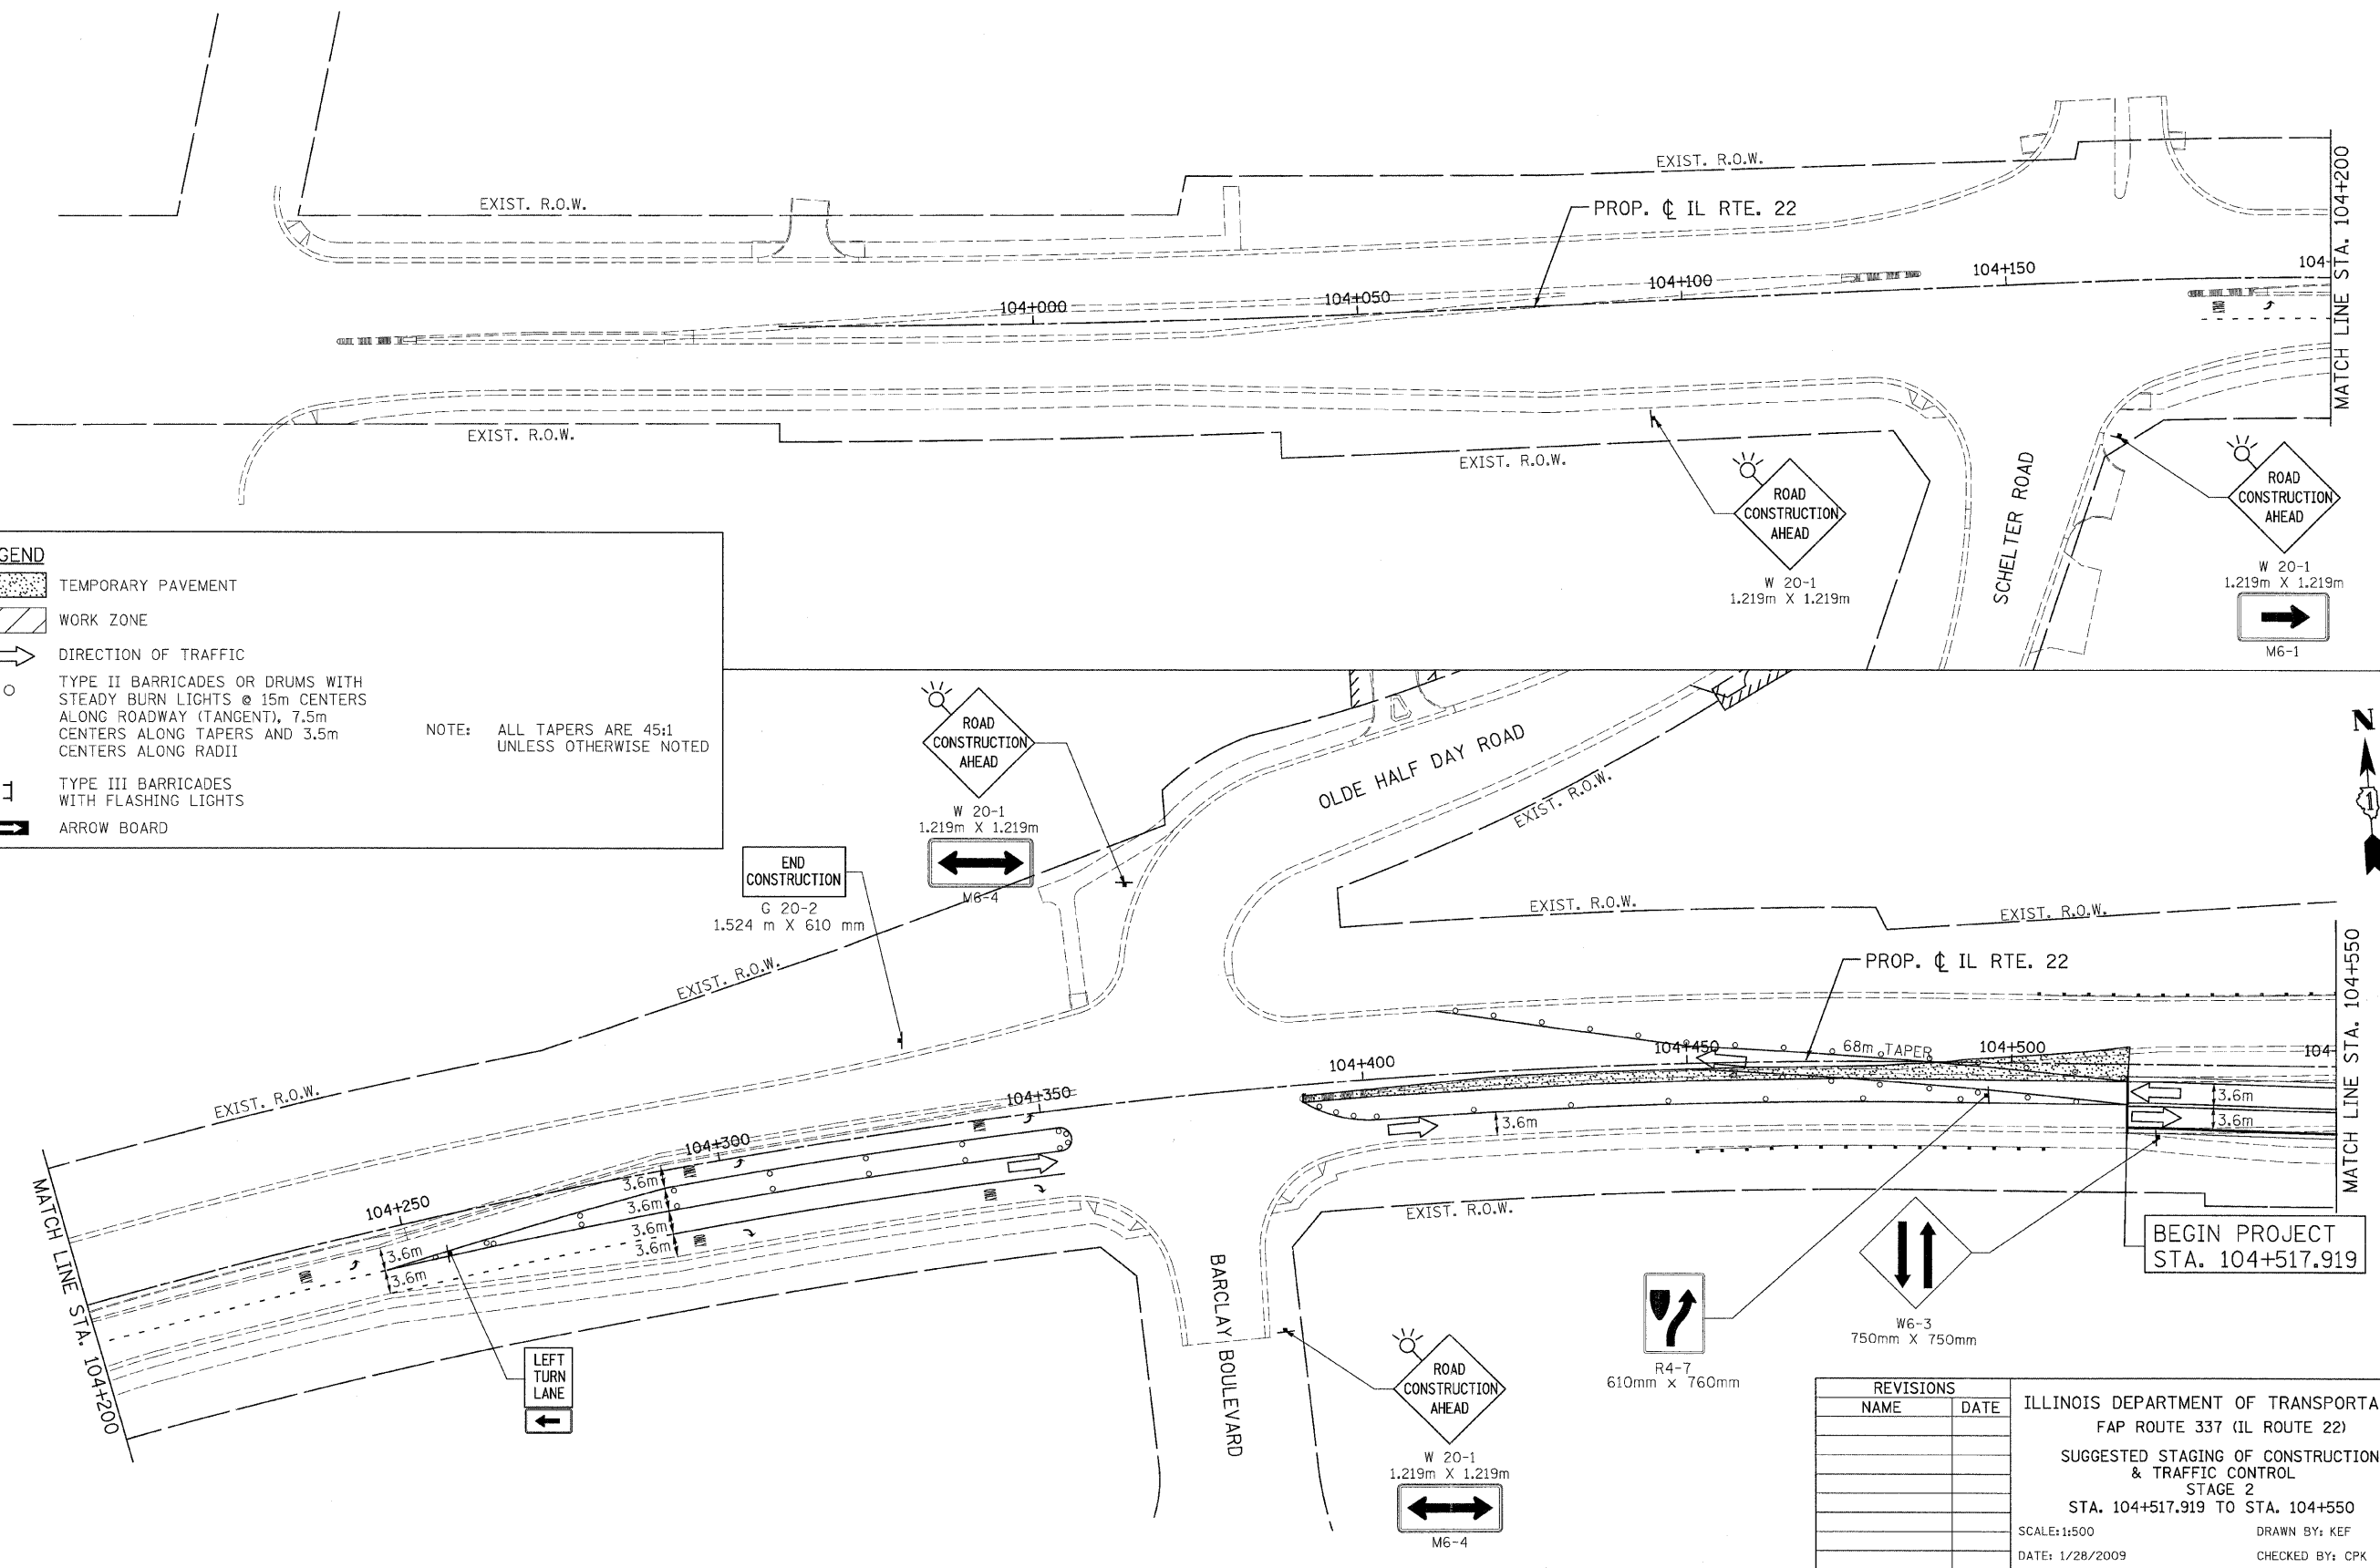 EXIST. R.O.W.
EXIST. R.O.W.
PROP. ℄ IL RTE. 22
104+000
104+050
104+100
104+150
104
ONLY
MATCH LINE STA. 104+200
EXIST. R.O.W.
EXIST. R.O.W.
SCHELTER ROAD
ROAD
CONSTRUCTION
AHEAD
W 20-1
1.219m X 1.219m
ROAD
CONSTRUCTION
AHEAD
W 20-1
1.219m X 1.219m
M6-1
GEND
TEMPORARY PAVEMENT
WORK ZONE
DIRECTION OF TRAFFIC
TYPE II BARRICADES OR DRUMS WITH
STEADY BURN LIGHTS @ 15m CENTERS
ALONG ROADWAY (TANGENT), 7.5m
CENTERS ALONG TAPERS AND 3.5m
CENTERS ALONG RADII
TYPE III BARRICADES
WITH FLASHING LIGHTS
ARROW BOARD
NOTE: ALL TAPERS ARE 45:1
UNLESS OTHERWISE NOTED
ROAD
CONSTRUCTION
AHEAD
W 20-1
1.219m X 1.219m
M6-4
END
CONSTRUCTION
G 20-2
1.524 m X 610 mm
OLDE HALF DAY ROAD
EXIST. R.O.W.
N
1
EXIST. R.O.W.
EXIST. R.O.W.
EXIST. R.O.W.
EXIST. R.O.W.
PROP. ℄ IL RTE. 22
MATCH LINE STA. 104+550
104+250
104+300
104+350
104+400
104+450
68m TAPER
104+500
104
3.6m
3.6m
3.6m
3.6m
3.6m
3.6m
3.6m
3.6m
3.6m
ONLY
ONLY
ONLY
ONLY
ONLY
MATCH LINE STA. 104+200
EXIST. R.O.W.
BARCLAY BOULEVARD
LEFT
TURN
LANE
ROAD
CONSTRUCTION
AHEAD
W 20-1
1.219m X 1.219m
M6-4
R4-7
610mm x 760mm
W6-3
750mm X 750mm
BEGIN PROJECT
STA. 104+517.919
REVISIONS
NAME DATE
ILLINOIS DEPARTMENT OF TRANSPORTA
FAP ROUTE 337 (IL ROUTE 22)
SUGGESTED STAGING OF CONSTRUCTION
& TRAFFIC CONTROL
STAGE 2
STA. 104+517.919 TO STA. 104+550
SCALE: 1:500 DRAWN BY: KEF
DATE: 1/28/2009 CHECKED BY: CPK